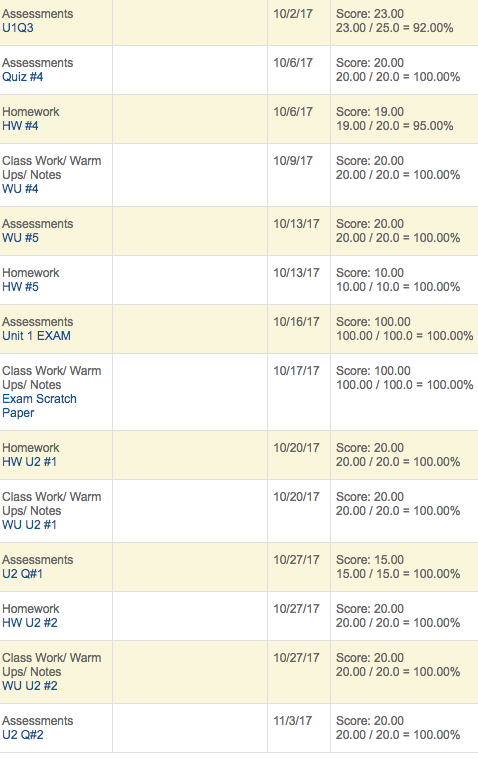 Assessments
U1Q3
10/2/17
Score: 23.00
23.00 / 25.0 = 92.00%
Assessments
Quiz #4
10/6/17
Score: 20.00
20.00 / 20.0 = 100.00%
Homework
HW #4
10/6/17
Score: 19.00
19.00 / 20.0 = 95.00%
Class Work/ Warm
Ups/ Notes
WU #4
10/9/17
Score: 20.00
20.00 / 20.0 = 100.00%
Assessments
WU #5
10/13/17
Score: 20.00
20.00 / 20.0 = 100.00%
Homework
HW #5
10/13/17
Score: 10.00
10.00 / 10.0 = 100.00%
Assessments
Unit 1 EXAM
10/16/17
Score: 100.00
100.00 / 100.0 = 100.00%
Class Work/ Warm
Ups/ Notes
Exam Scratch
Paper
10/17/17
Score: 100.00
100.00 / 100.0 = 100.00%
Homework
HW U2 #1
10/20/17
Score: 20.00
20.00 / 20.0 = 100.00%
Class Work/ Warm
Ups/ Notes
WU U2 #1
10/20/17
Score: 20.00
20.00 / 20.0 = 100.00%
Assessments
U2 Q#1
10/27/17
Score: 15.00
15.00 / 15.0 = 100.00%
Homework
HW U2 #2
10/27/17
Score: 20.00
20.00 / 20.0 = 100.00%
Class Work/ Warm
Ups/ Notes
WU U2 #2
10/27/17
Score: 20.00
20.00 / 20.0 = 100.00%
Assessments
U2 Q#2
11/3/17
Score: 20.00
20.00 / 20.0 = 100.00%